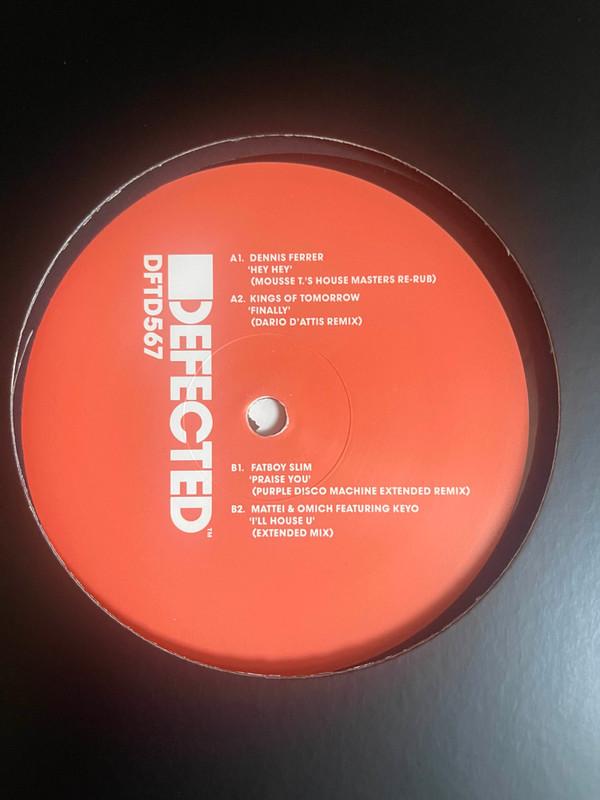 DEFECTED™
DFTD567
A1. DENNIS FERRER
'HEY HEY'
(MOUSSE T.'S HOUSE MASTERS RE-RUB)
A2. KINGS OF TOMORROW
'FINALLY'
(DARIO D'ATTIS REMIX)
B1. FATBOY SLIM
'PRAISE YOU'
(PURPLE DISCO MACHINE EXTENDED REMIX)
B2. MATTEI & OMICH FEATURING KEYO
'I'LL HOUSE U'
(EXTENDED MIX)